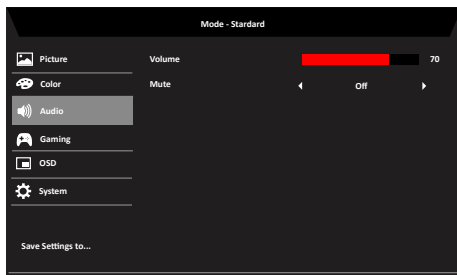 Mode - Stardard
Picture
Volume 70
Color
Mute Off
Audio
Gaming
OSD
System
Save Settings to...